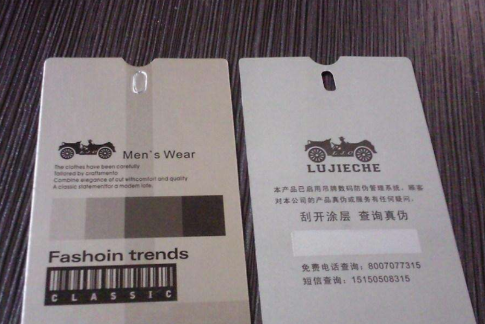 Men's Wear
The clothes have been carefully
tailored by craftsments
Combine elegance of cut withcomfort and quality
A classic statementfor a modern late.
Fashoin trends
CLASSIC
LUJIECHE
本产品已启用吊牌数码防伪管理系统，顾客
对本公司的产品真伪或服务有任何疑问，
刮开涂层 查询真伪
免费电话查询：8007077315
短信查询：15150508315